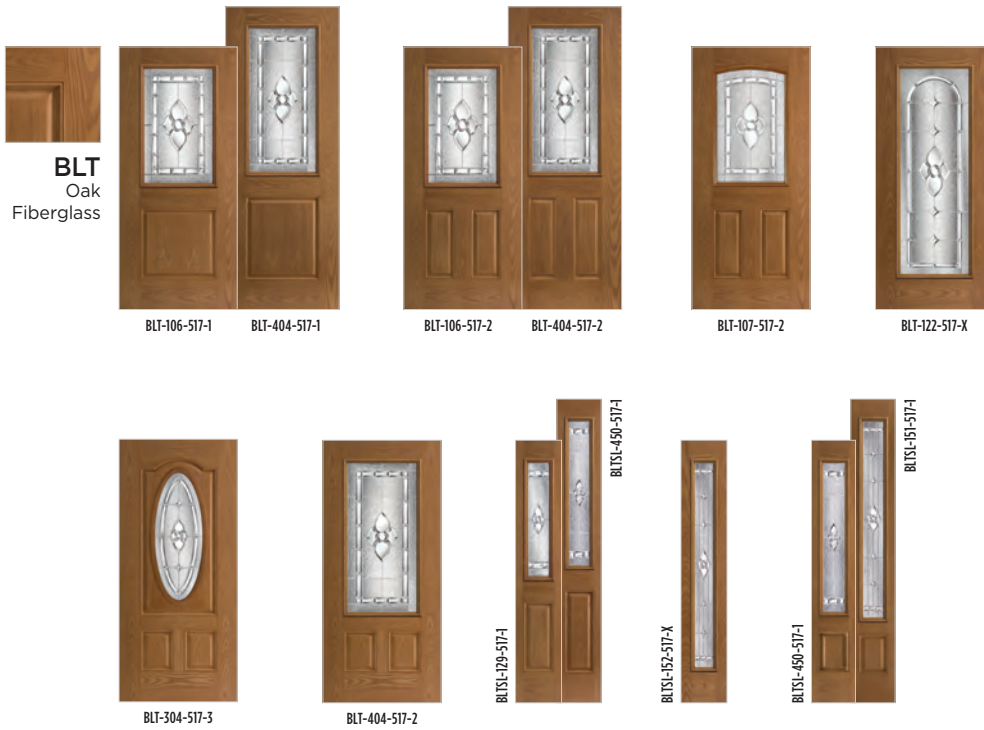 BLT
Oak
Fiberglass
BLT-106-517-1
BLT-404-517-1
BLT-106-517-2
BLT-404-517-2
BLT-107-517-2
BLT-122-517-X
BLT-304-517-3
BLT-404-517-2
BLTSL-129-517-1
BLTSL-450-517-1
BLTSL-152-517-X
BLTSL-450-517-1
BLTSL-151-517-1